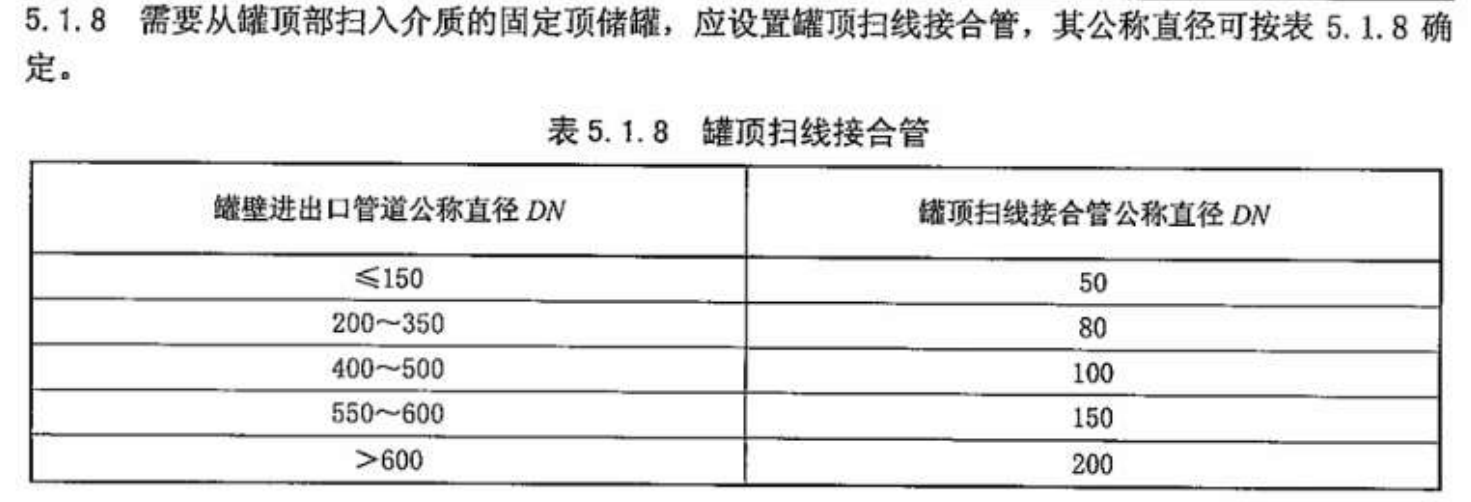 5.1.8 需要从罐顶部扫入介质的固定顶储罐，应设置罐顶扫线接合管，其公称直径可按表 5.1.8 确
定。
表 5.1.8 罐顶扫线接合管
罐壁进出口管道公称直径 DN 罐顶扫线接合管公称直径 DN
≤150 50
200～350 80
400～500 100
550～600 150
＞600 200